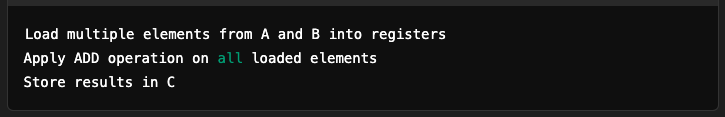 Load multiple elements from A and B into registers
Apply ADD operation on all loaded elements
Store results in C